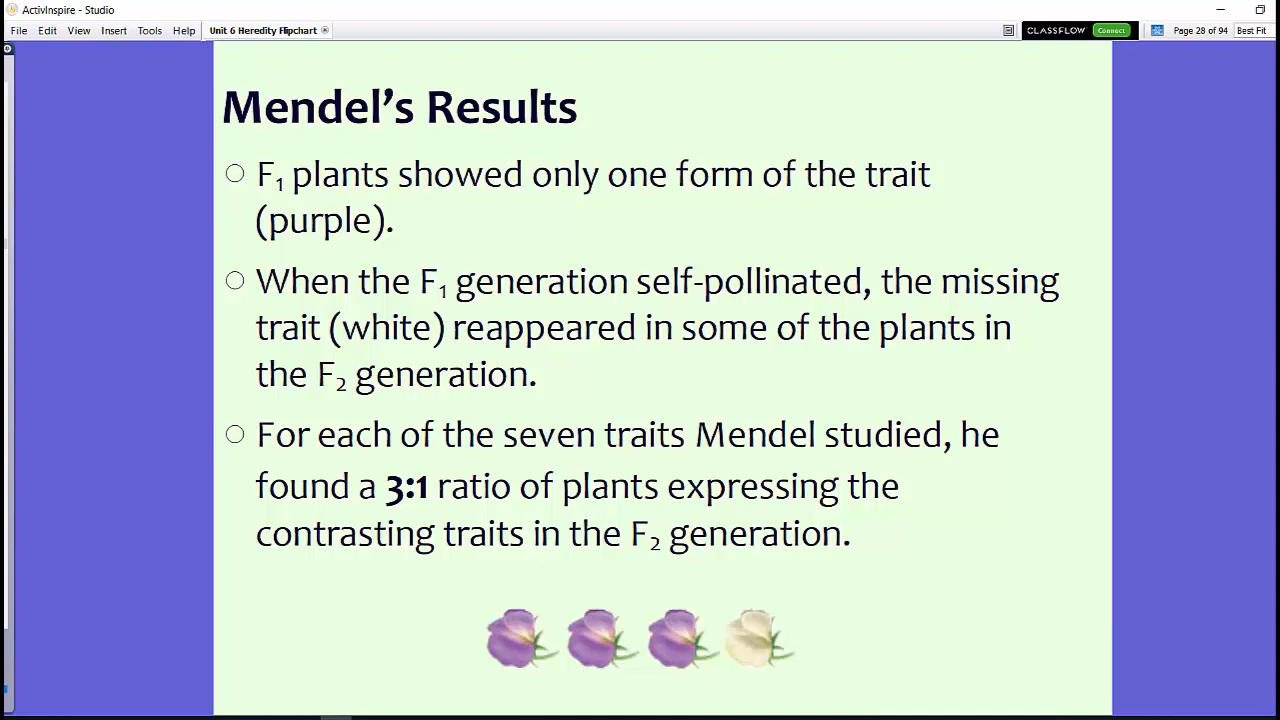 ActivInspire - Studio
File Edit View Insert Tools Help Unit 6 Heredity Flipchart CLASSFLOW Connect Page 28 of 94 Best Fit
Mendel’s Results
F₁ plants showed only one form of the trait
(purple).
When the F₁ generation self-pollinated, the missing
trait (white) reappeared in some of the plants in
the F₂ generation.
For each of the seven traits Mendel studied, he
found a 3:1 ratio of plants expressing the
contrasting traits in the F₂ generation.